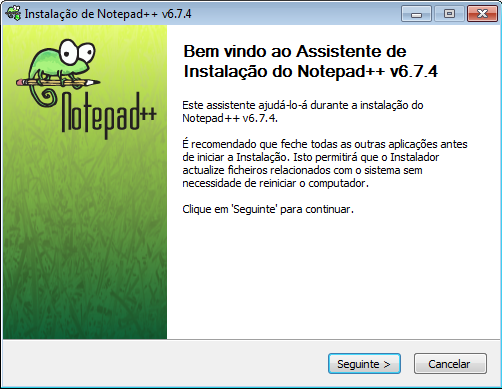 Instalação de Notepad++ v6.7.4
Notepad++
Bem vindo ao Assistente de
Instalação do Notepad++ v6.7.4
Este assistente ajudá-lo-á durante a instalação do
Notepad++ v6.7.4.
É recomendado que feche todas as outras aplicações antes
de iniciar a Instalação. Isto permitirá que o Instalador
actualize ficheiros relacionados com o sistema sem
necessidade de reiniciar o computador.
Clique em 'Seguinte' para continuar.
Seguinte >
Cancelar